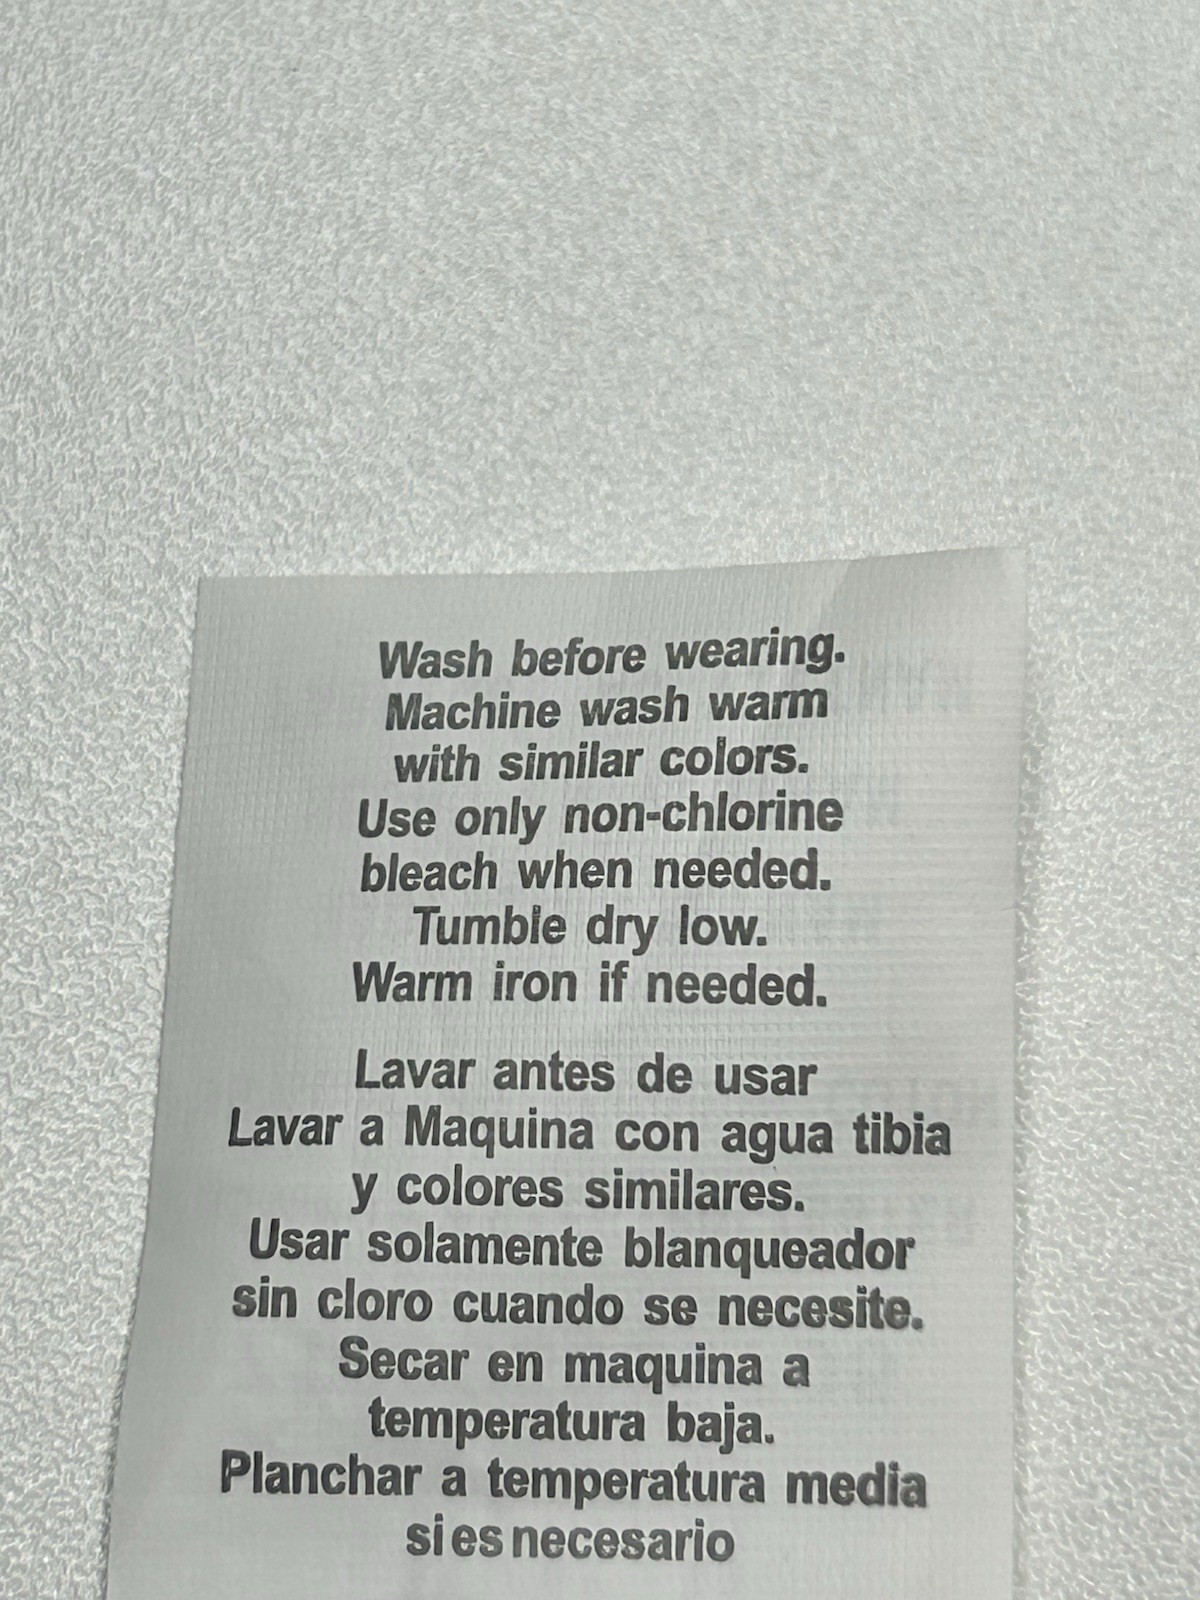 Wash before wearing.
Machine wash warm
with similar colors.
Use only non-chlorine
bleach when needed.
Tumble dry low.
Warm iron if needed.
Lavar antes de usar
Lavar a Maquina con agua tibia
y colores similares.
Usar solamente blanqueador
sin cloro cuando se necesite.
Secar en maquina a
temperatura baja.
Planchar a temperatura media
si es necesario